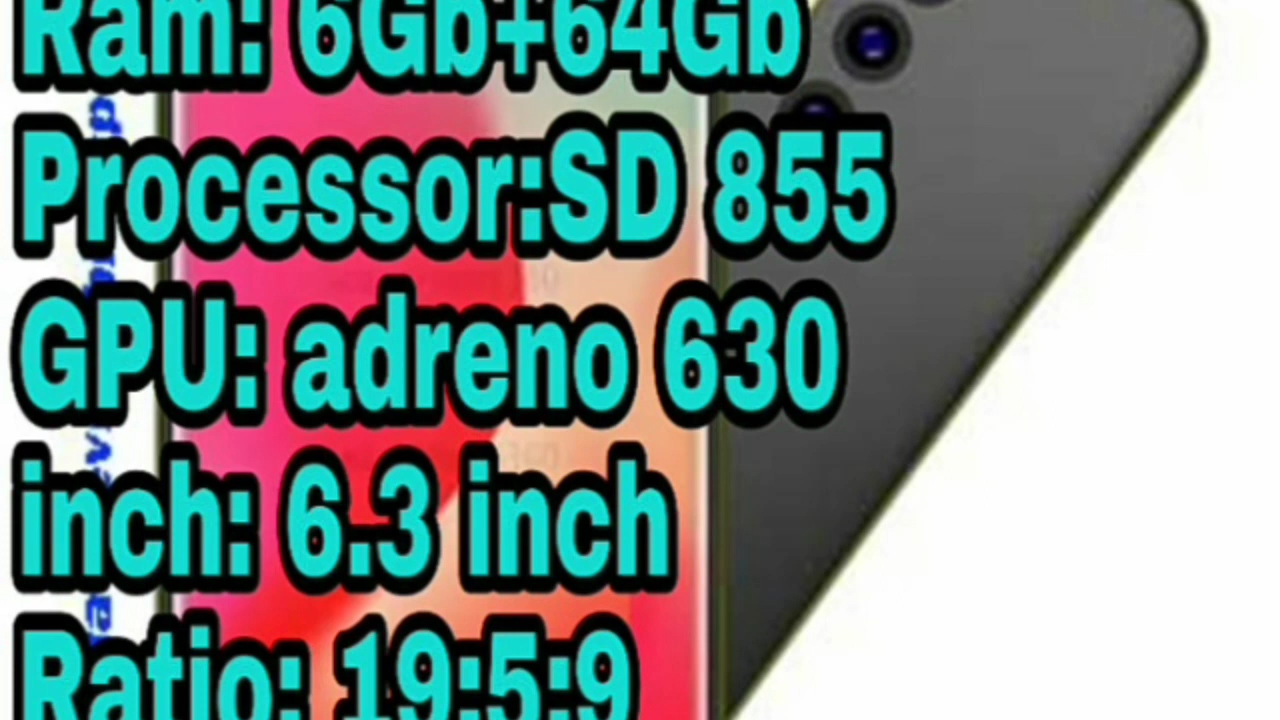 Ram: 6Gb+64Gb
Processor:SD 855
GPU: adreno 630
inch: 6.3 inch
Ratio: 19:5:9